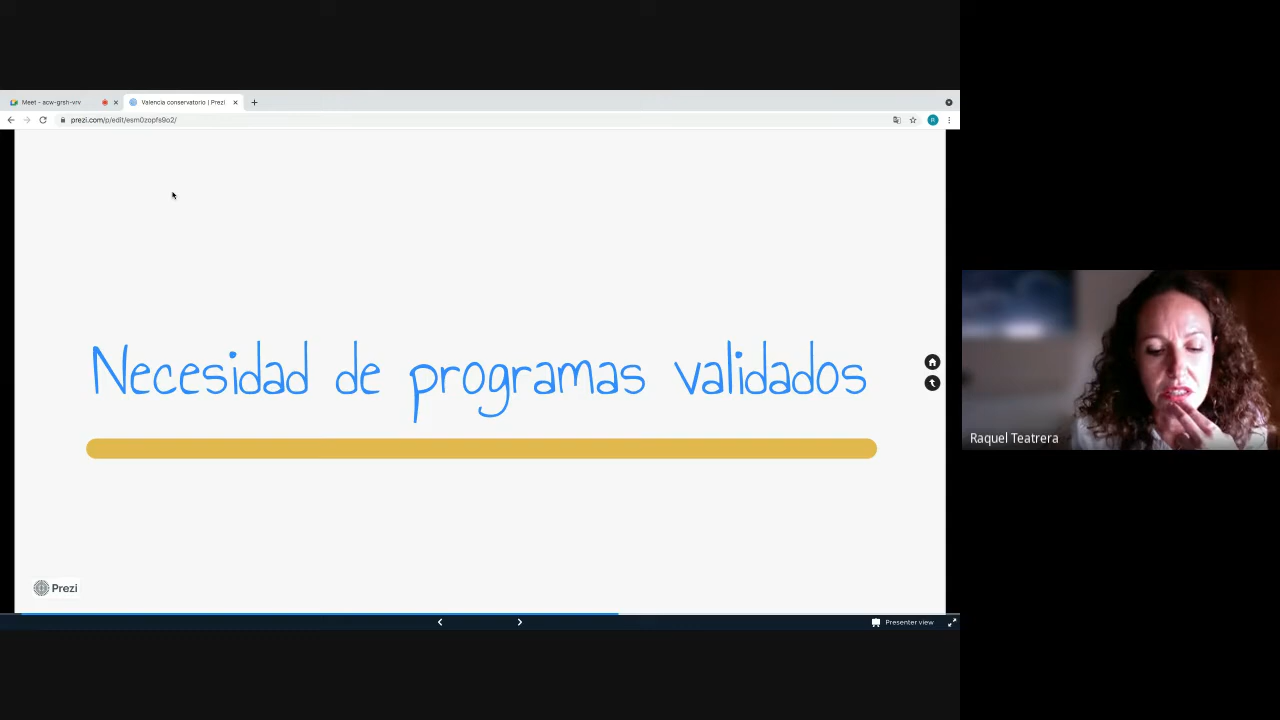 Meet - acw-grsh-vrv
Valencia conservatorio | Prezi
prezi.com/p/edit/esm0zopfs9o2/
R
Necesidad de programas validados
Raquel Teatrera
Prezi
Presenter view